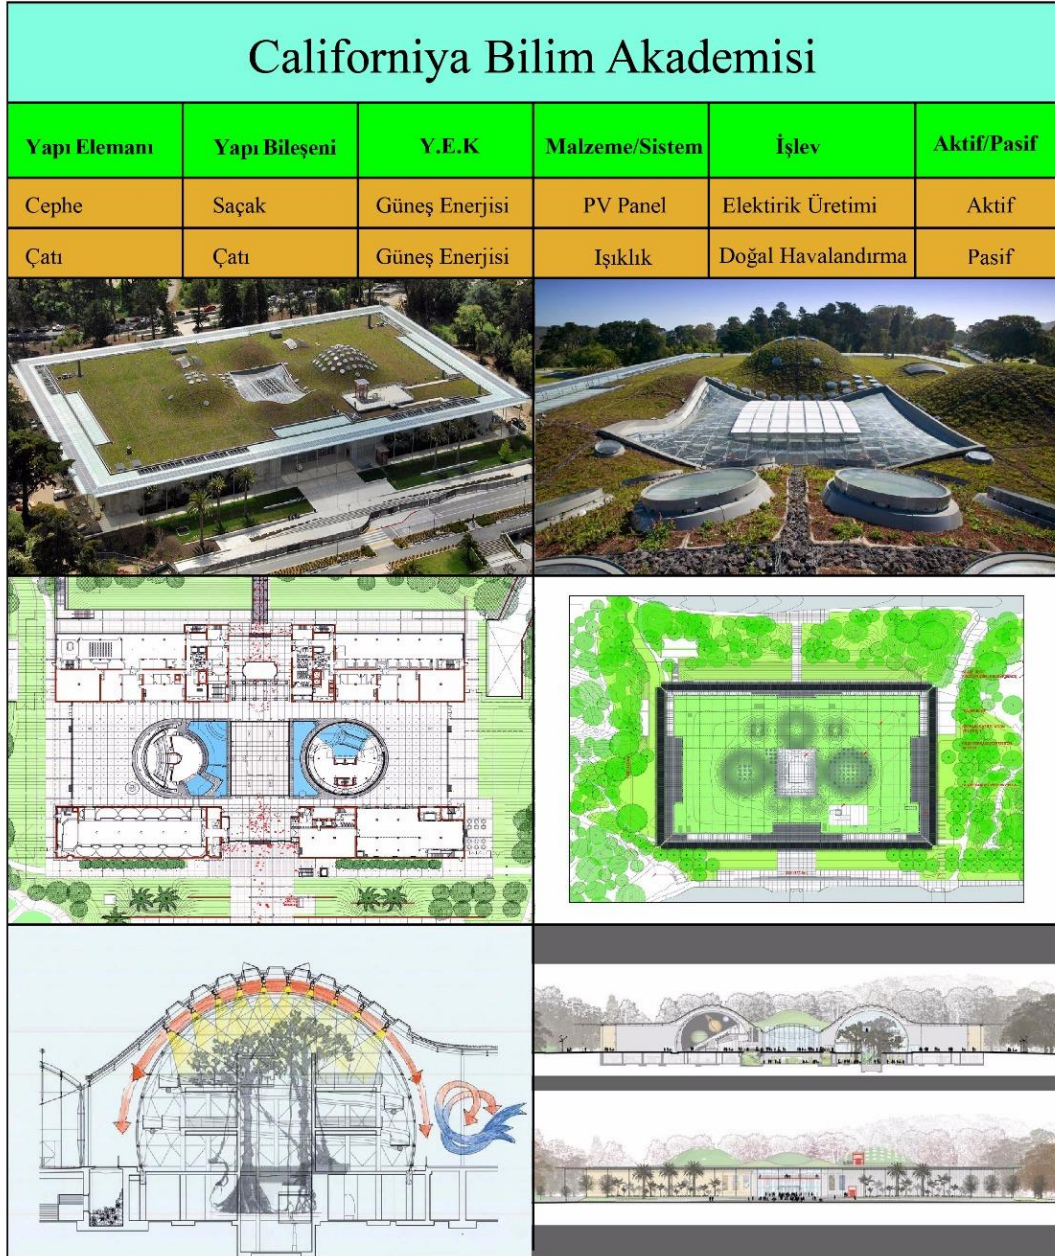 Californiya Bilim Akademisi
Yapı Elemanı Yapı Bileşeni Y.E.K Malzeme/Sistem İşlev Aktif/Pasif
Cephe Saçak Güneş Enerjisi PV Panel Elektirik Üretimi Aktif
Çatı Çatı Güneş Enerjisi Işıklık Doğal Havalandırma Pasif